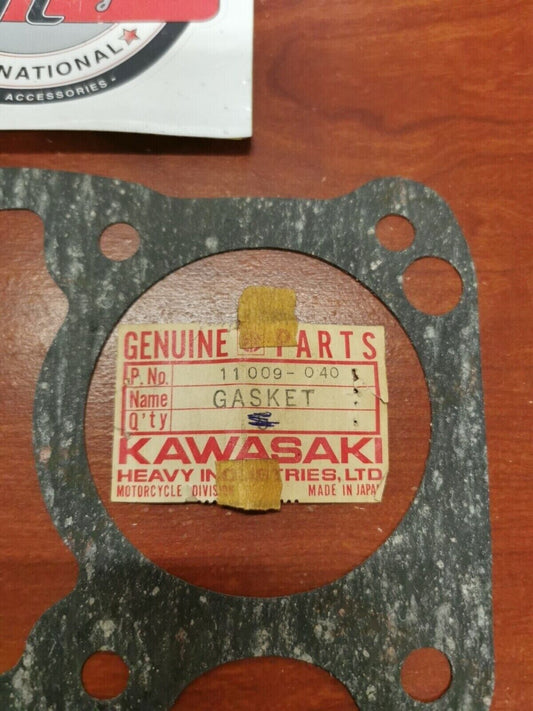 NATIONAL
ACCESSORIES -
GENUINE PARTS
P. No. 11009-040
Name GASKET
Q'ty
KAWASAKI
HEAVY INDUSTRIES, LTD.
MOTORCYCLE DIVISION MADE IN JAPAN